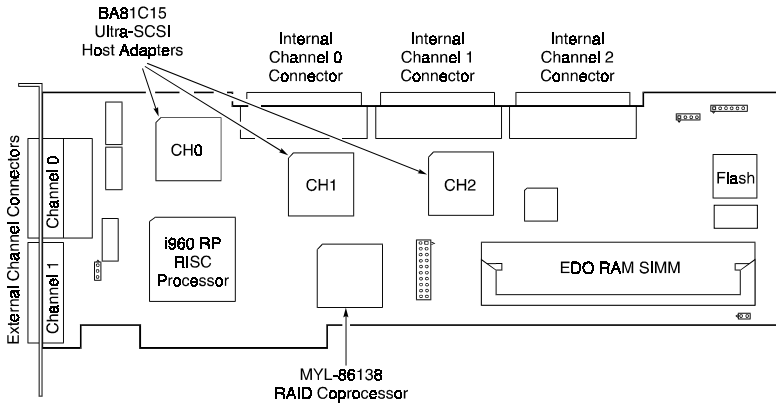 BA81C15
Ultra-SCSI
Host Adapters
Internal
Channel 0
Connector
Internal
Channel 1
Connector
Internal
Channel 2
Connector
External Channel Connectors
Channel 0
Channel 1
CH0
CH1
CH2
Flash
i960 RP
RISC
Processor
EDO RAM SIMM
MYL-86138
RAID Coprocessor